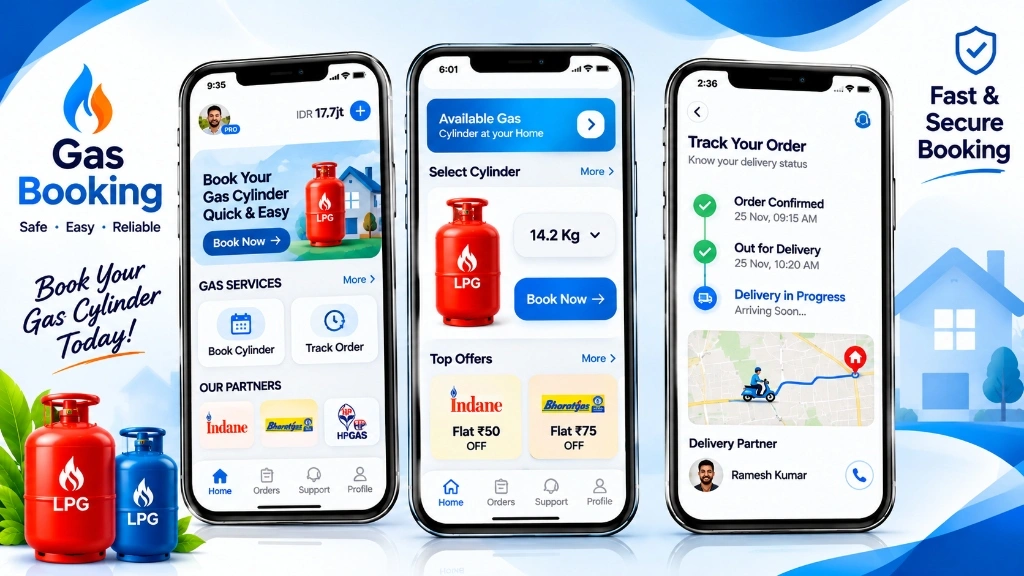 Gas
Booking
Safe · Easy · Reliable
Book Your
Gas Cylinder
Today!
LPG
LPG
9:35
PRO
IDR 17.7jt
Book Your
Gas Cylinder
Quick & Easy
Book Now →
LPG
GAS SERVICES
More >
Book Cylinder
Track Order
OUR PARTNERS
Indane
Bharatgas
HP
HPGAS
Home
Orders
Support
Profile
6:01
Available Gas
Cylinder at your Home
Select Cylinder
More >
LPG
14.2 Kg
Book Now →
Top Offers
More >
Indane
Flat ₹50
OFF
Bharatgas
Flat ₹75
OFF
Home
Orders
Support
Profile
2:36
Track Your Order
Know your delivery status
Order Confirmed
25 Nov, 09:15 AM
Out for Delivery
25 Nov, 10:20 AM
Delivery in Progress
Arriving Soon...
Delivery Partner
Ramesh Kumar
Fast &
Secure
Booking